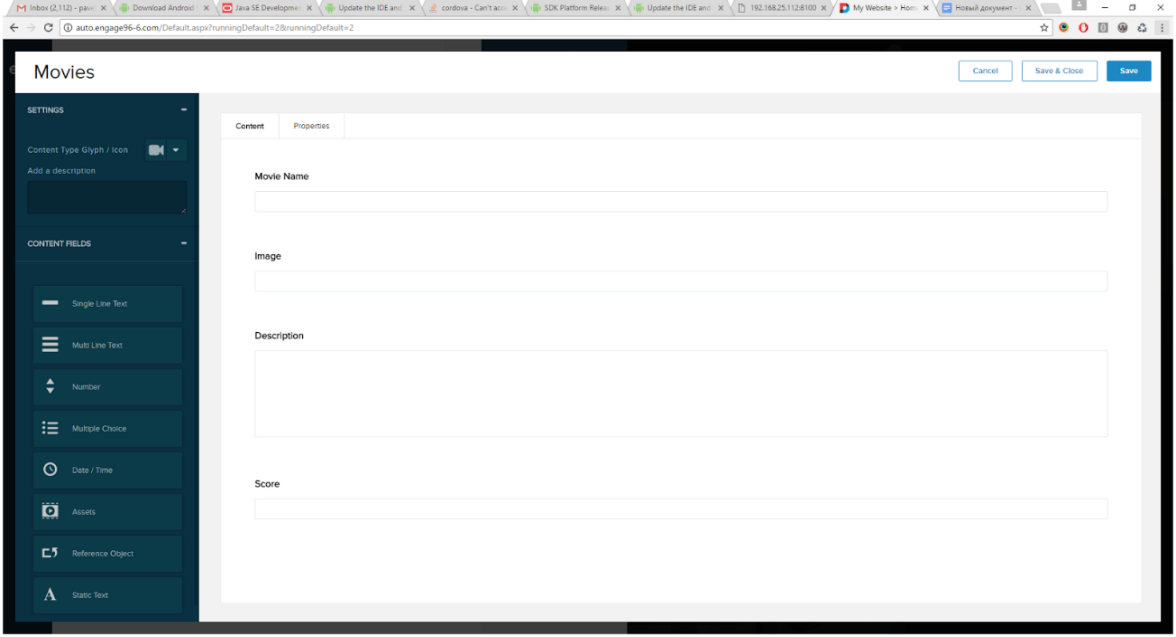 Inbox (2,112) - pave
Download Android
Java SE Developmen
Update the IDE and
cordova - Can't acce
SDK Platform Releas
Update the IDE and
192.168.25.112:8100
My Website > Hom
Новый документ -
auto.engage96-6.com/Default.aspx?runningDefault=2&runningDefault=2
Movies
Cancel
Save & Close
Save
SETTINGS
Content
Properties
Content Type Glyph / Icon
Add a description
Movie Name
CONTENT FIELDS
Image
Single Line Text
Description
Multi Line Text
Number
Multiple Choice
Date / Time
Score
Assets
Reference Object
Static Text